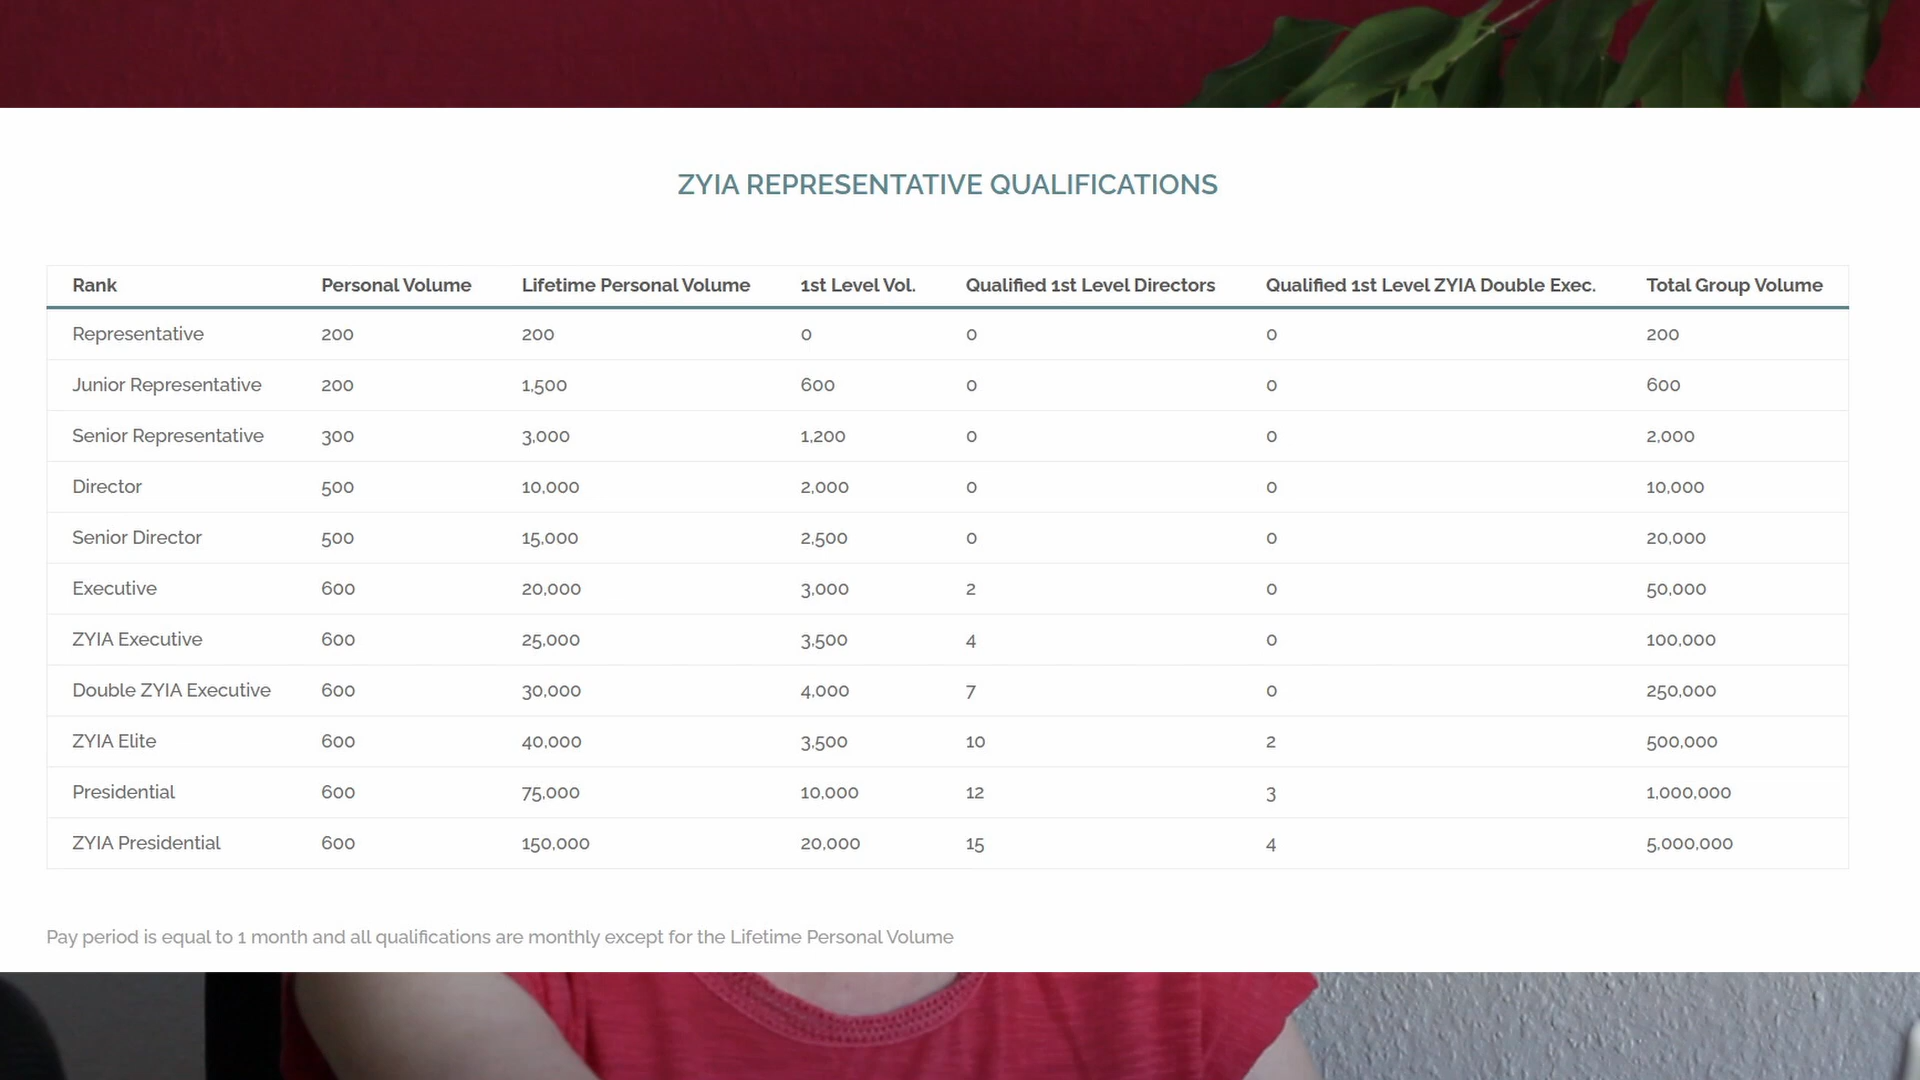 ZYIA REPRESENTATIVE QUALIFICATIONS
Rank Personal Volume Lifetime Personal Volume 1st Level Vol. Qualified 1st Level Directors Qualified 1st Level ZYIA Double Exec. Total Group Volume
Representative 200 200 0 0 0 200
Junior Representative 200 1,500 600 0 0 600
Senior Representative 300 3,000 1,200 0 0 2,000
Director 500 10,000 2,000 0 0 10,000
Senior Director 500 15,000 2,500 0 0 20,000
Executive 600 20,000 3,000 2 0 50,000
ZYIA Executive 600 25,000 3,500 4 0 100,000
Double ZYIA Executive 600 30,000 4,000 7 0 250,000
ZYIA Elite 600 40,000 3,500 10 2 500,000
Presidential 600 75,000 10,000 12 3 1,000,000
ZYIA Presidential 600 150,000 20,000 15 4 5,000,000
Pay period is equal to 1 month and all qualifications are monthly except for the Lifetime Personal Volume